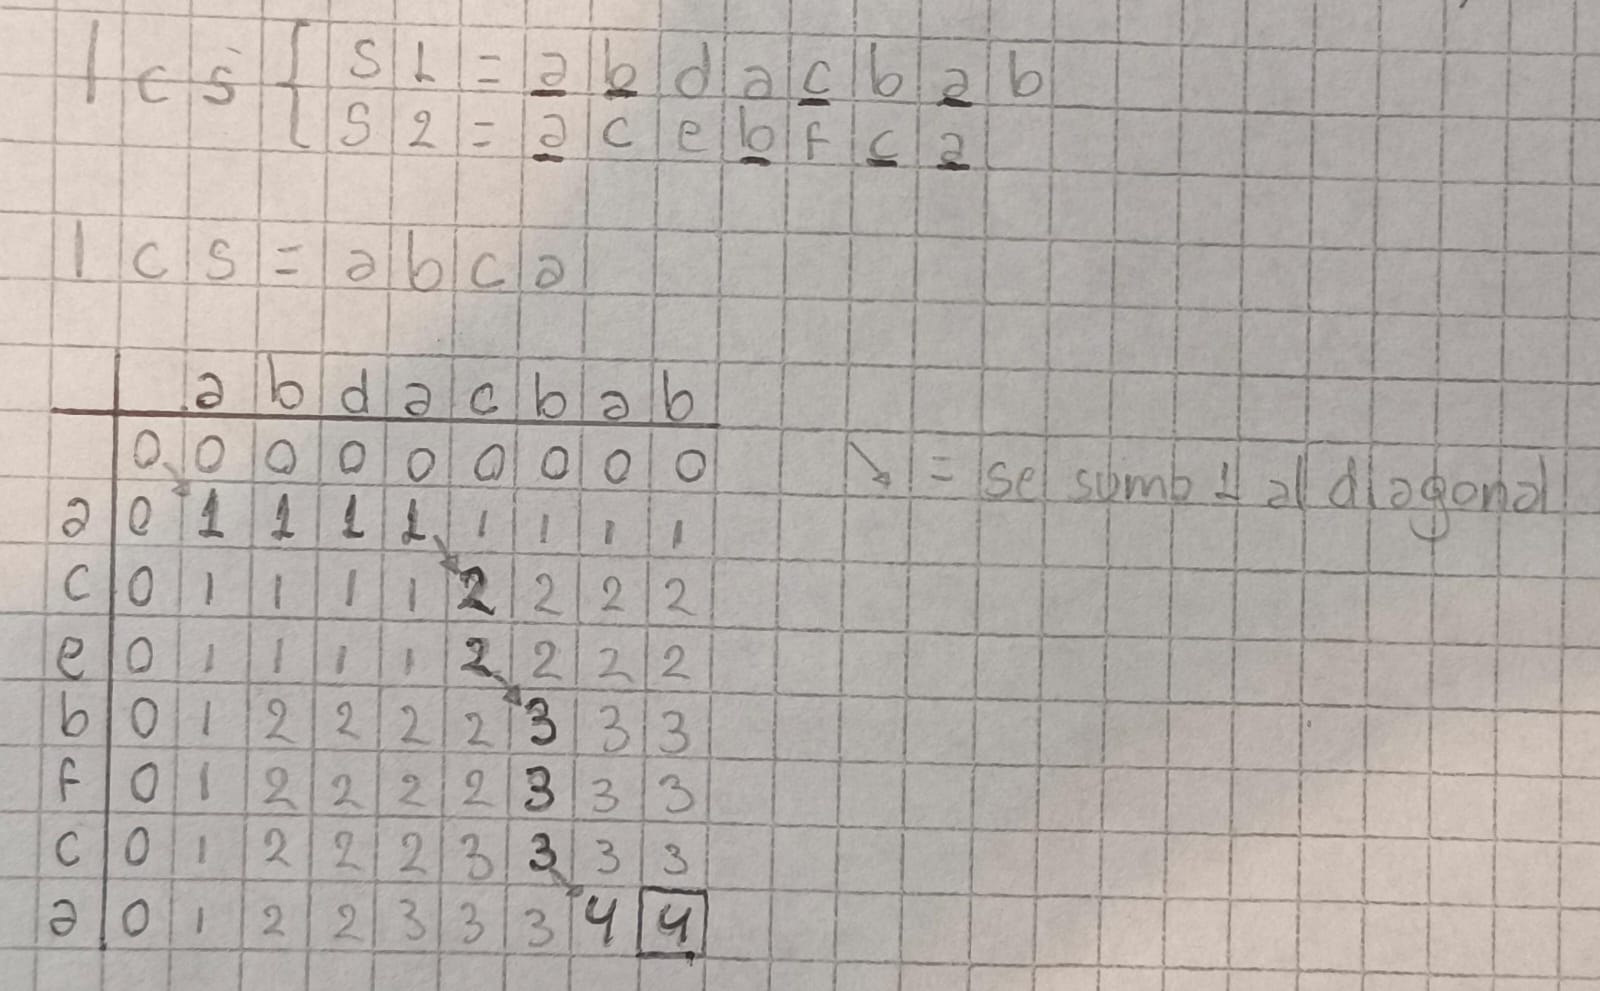 lcs { S1 = a b d a c b a b
S2 = a c e b f c a
lcs = a b c a
a b d a c b a b
0 0 0 0 0 0 0 0 0 ↘ = se sumb 1 al diagonal
a 0 1 1 1 1 1 1 1 1
c 0 1 1 1 1 2 2 2 2
e 0 1 1 1 1 2 2 2 2
b 0 1 2 2 2 2 3 3 3
f 0 1 2 2 2 2 3 3 3
c 0 1 2 2 2 3 3 3 3
a 0 1 2 2 3 3 3 4 4